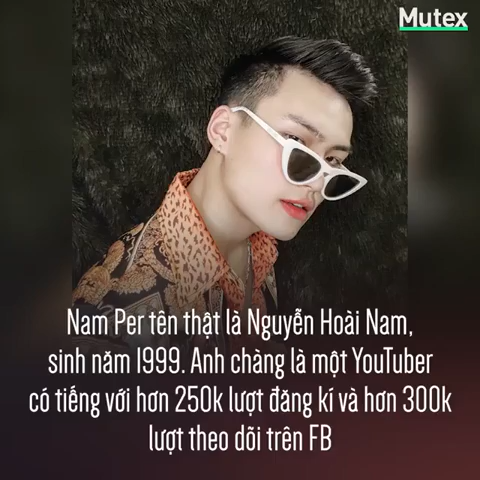 Mutex
Nam Per tên thật là Nguyễn Hoài Nam,
sinh năm 1999. Anh chàng là một YouTuber
có tiếng với hơn 250k lượt đăng kí và hơn 300k
lượt theo dõi trên FB